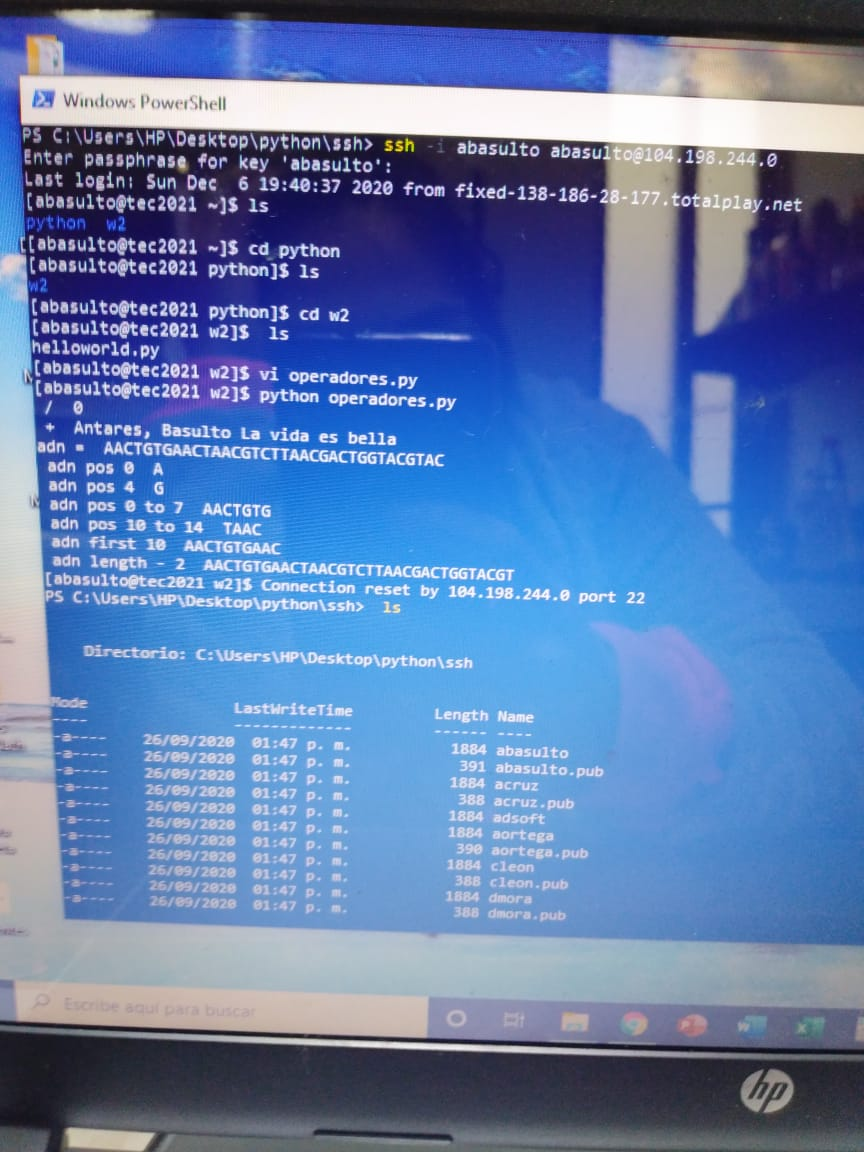 Windows PowerShell
PS C:\Users\HP\Desktop\python\ssh> ssh -i abasulto abasulto@104.198.244.0
Enter passphrase for key 'abasulto':
Last login: Sun Dec  6 19:40:37 2020 from fixed-138-186-28-177.totalplay.net
[abasulto@tec2021 ~]$ ls
python  w2
[[abasulto@tec2021 ~]$ cd python
[abasulto@tec2021 python]$ ls
w2
[abasulto@tec2021 python]$ cd w2
[abasulto@tec2021 w2]$  ls
helloworld.py
[abasulto@tec2021 w2]$ vi operadores.py
[abasulto@tec2021 w2]$ python operadores.py
/  0
+  Antares, Basulto La vida es bella
adn =  AACTGTGAACTAACGTCTTAACGACTGGTACGTAC
adn pos 0  A
adn pos 4  G
adn pos 0 to 7  AACTGTG
adn pos 10 to 14  TAAC
adn first 10  AACTGTGAAC
adn length - 2  AACTGTGAACTAACGTCTTAACGACTGGTACGT
[abasulto@tec2021 w2]$ Connection reset by 104.198.244.0 port 22
PS C:\Users\HP\Desktop\python\ssh>  ls
Directorio: C:\Users\HP\Desktop\python\ssh
Mode LastWriteTime Length Name
---- ------------- ------ ----
-a---- 26/09/2020 01:47 p. m. 1884 abasulto
-a---- 26/09/2020 01:47 p. m. 391 abasulto.pub
-a---- 26/09/2020 01:47 p. m. 1884 acruz
-a---- 26/09/2020 01:47 p. m. 388 acruz.pub
-a---- 26/09/2020 01:47 p. m. 1884 adsoft
-a---- 26/09/2020 01:47 p. m. 1884 aortega
-a---- 26/09/2020 01:47 p. m. 390 aortega.pub
-a---- 26/09/2020 01:47 p. m. 1884 cleon
-a---- 26/09/2020 01:47 p. m. 388 cleon.pub
-a---- 26/09/2020 01:47 p. m. 1884 dmora
-a---- 26/09/2020 01:47 p. m. 388 dmora.pub
Escribe aquí para buscar
hp